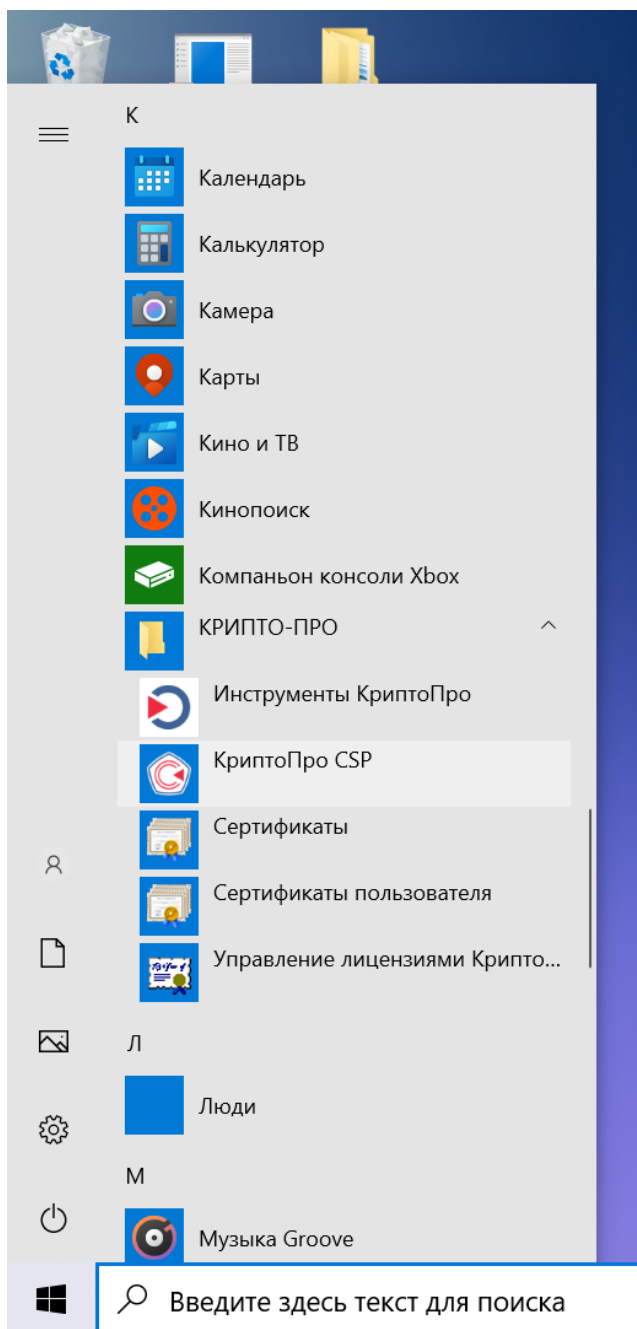 К
Календарь
Калькулятор
Камера
Карты
Кино и ТВ
Кинопоиск
Компаньон консоли Xbox
КРИПТО-ПРО
Инструменты КриптоПро
КриптоПро CSP
Сертификаты
Сертификаты пользователя
Управление лицензиями Крипто...
Л
Люди
М
Музыка Groove
Введите здесь текст для поиска